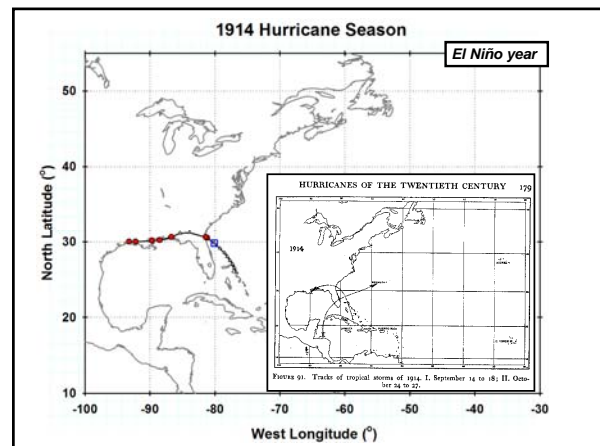 1914 Hurricane Season
El Niño year
North Latitude (°)
50
40
30
20
10
-100
-90
-80
-70
-60
-50
-40
-30
West Longitude (°)
HURRICANES OF THE TWENTIETH CENTURY 179
1914
FIGURE 91. Tracks of tropical storms of 1914. I. September 14 to 18; II. Octo-
ber 24 to 27.